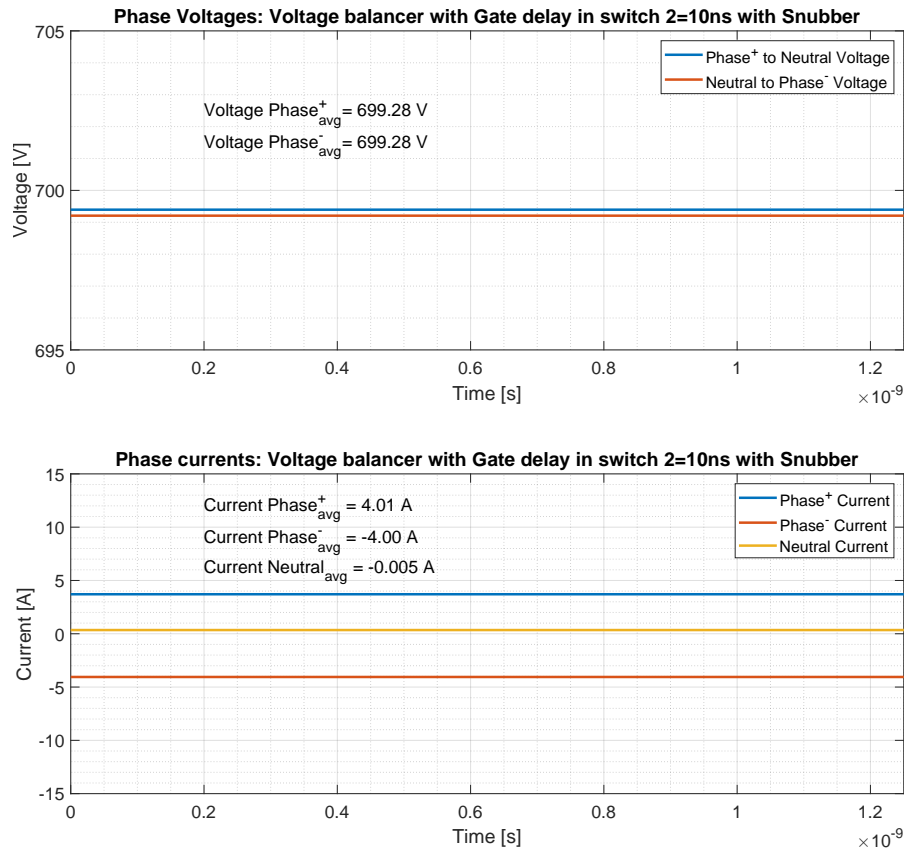 Phase Voltages: Voltage balancer with Gate delay in switch 2=10ns with Snubber
705
700
695
Voltage [V]
Phase+ to Neutral Voltage
Neutral to Phase- Voltage
Voltage Phase+avg= 699.28 V
Voltage Phase-avg= 699.28 V
0 0.2 0.4 0.6 0.8 1 1.2
Time [s]
×10-9
Phase currents: Voltage balancer with Gate delay in switch 2=10ns with Snubber
15
10
5
0
-5
-10
-15
Current [A]
Phase+ Current
Phase- Current
Neutral Current
Current Phase+avg = 4.01 A
Current Phase-avg = -4.00 A
Current Neutralavg = -0.005 A
0 0.2 0.4 0.6 0.8 1 1.2
Time [s]
×10-9